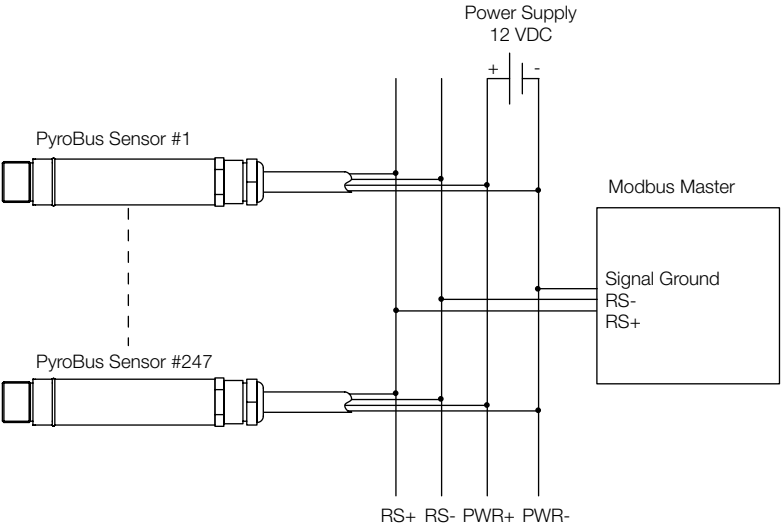 Power Supply
12 VDC
+ -
PyroBus Sensor #1
Modbus Master
Signal Ground
RS-
RS+
PyroBus Sensor #247
RS+ RS- PWR+ PWR-